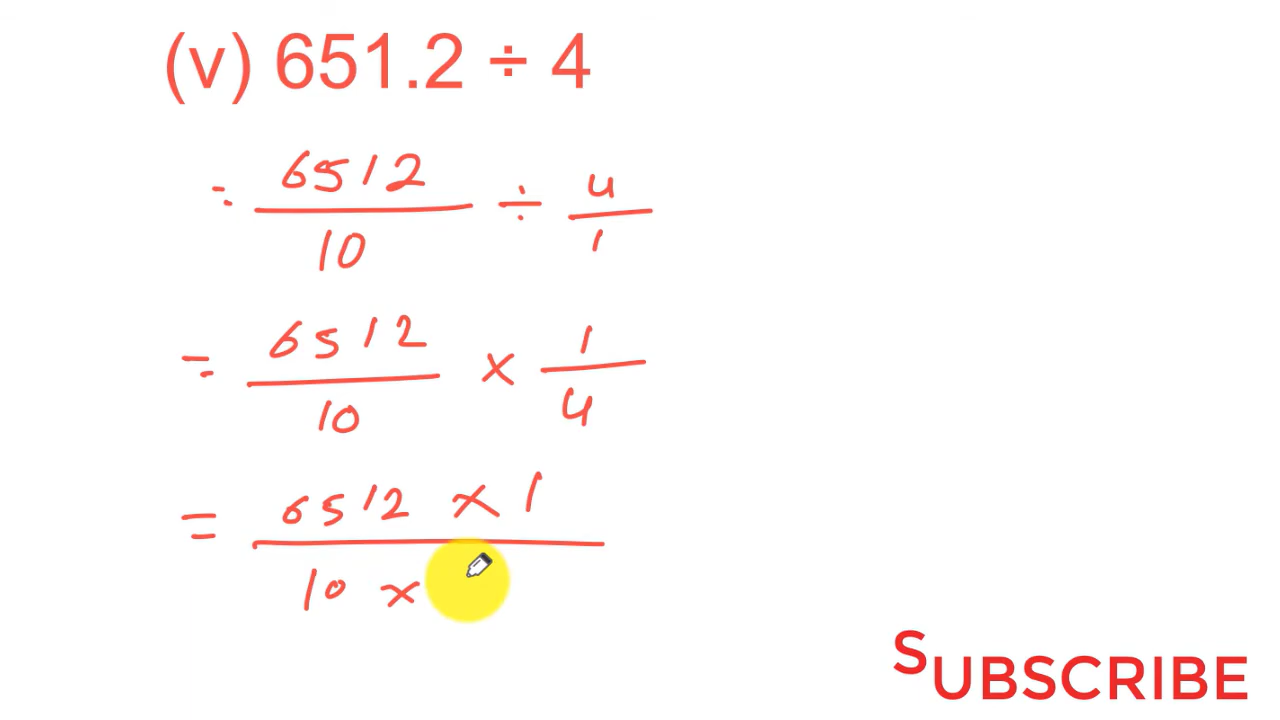 (v) 651.2 ÷ 4
= 6512/10 ÷ 4/1
= 6512/10 × 1/4
= 6512 × 1
10 ×
SUBSCRIBE